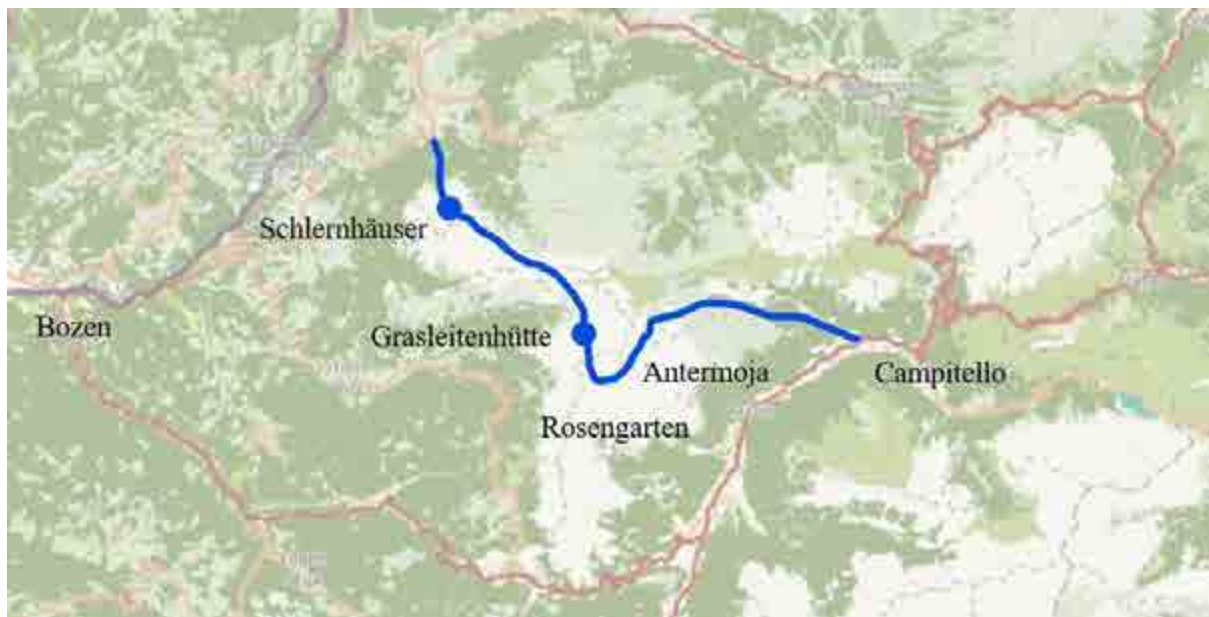 Schlernhäuser
Bozen
Grasleitenhütte
Antermoja
Campitello
Rosengarten